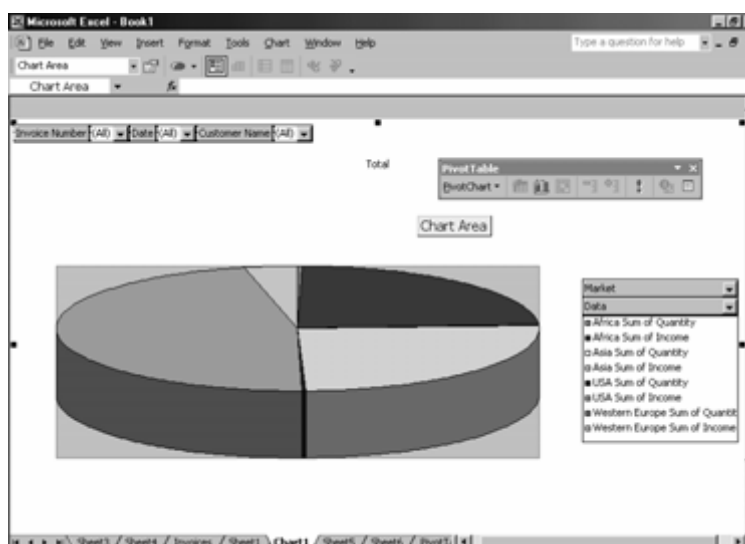 Microsoft Excel - Book1
File Edit View Insert Format Tools Chart Window Help
Type a question for help
Chart Area
Chart Area fx
Invoice Number (All) Date (All) Customer Name (All)
Total
PivotTable
PivotChart
Chart Area
Market
Data
Africa Sum of Quantity
Africa Sum of Income
Asia Sum of Quantity
Asia Sum of Income
USA Sum of Quantity
USA Sum of Income
Western Europe Sum of Quantit
Western Europe Sum of Income
Sheet3 Sheet4 Invoices Sheet1 Chart1 Sheet5 Sheet6 PivotT